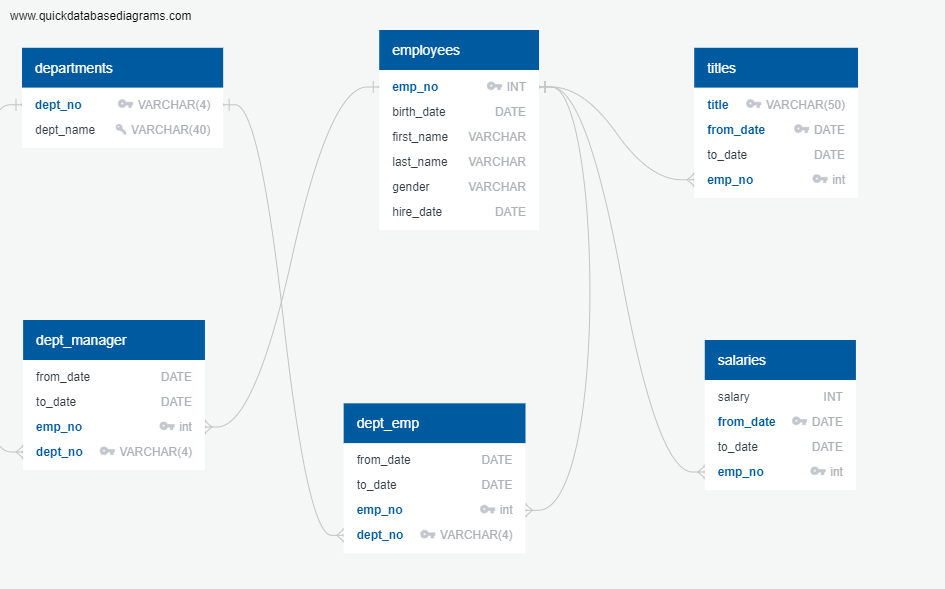 www.quickdatabasediagrams.com
departments
dept_no VARCHAR(4)
dept_name VARCHAR(40)
employees
emp_no INT
birth_date DATE
first_name VARCHAR
last_name VARCHAR
gender VARCHAR
hire_date DATE
titles
title VARCHAR(50)
from_date DATE
to_date DATE
emp_no int
dept_manager
from_date DATE
to_date DATE
emp_no int
dept_no VARCHAR(4)
dept_emp
from_date DATE
to_date DATE
emp_no int
dept_no VARCHAR(4)
salaries
salary INT
from_date DATE
to_date DATE
emp_no int